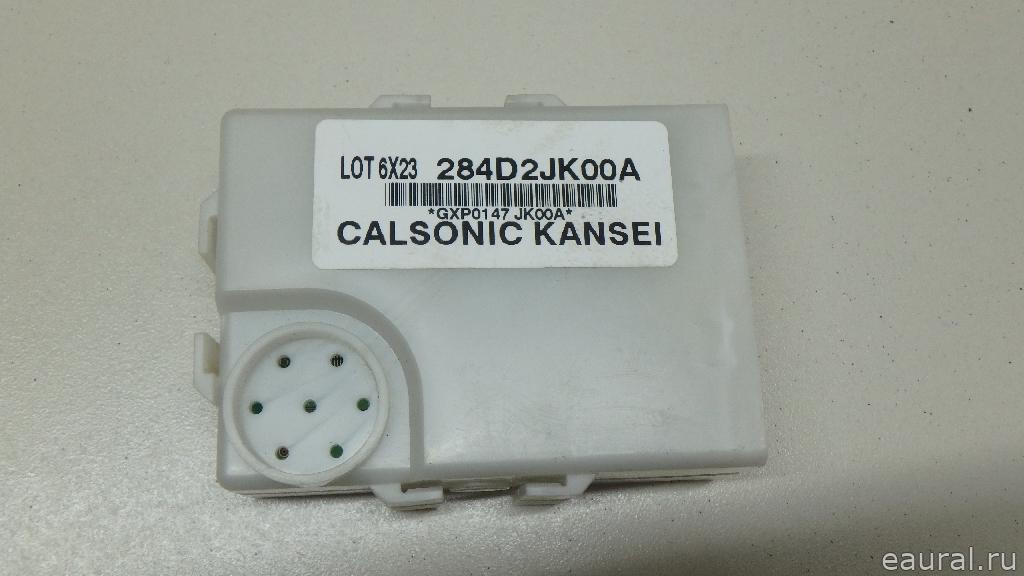 LOT 6X23 284D2JK00A
*GXP0147 JK00A*
CALSONIC KANSEI
eaural.ru